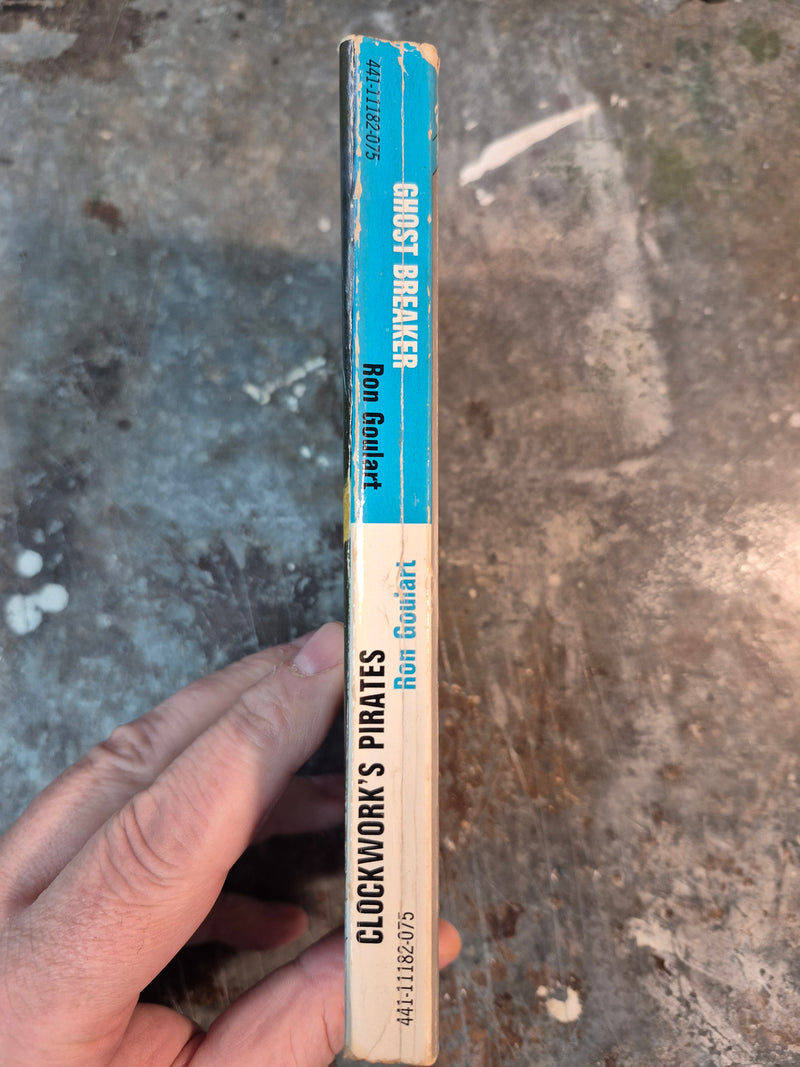 441-11182-075
GHOST BREAKER
Ron Goulart
CLOCKWORK'S PIRATES
Ron Goulart
441-11182-075